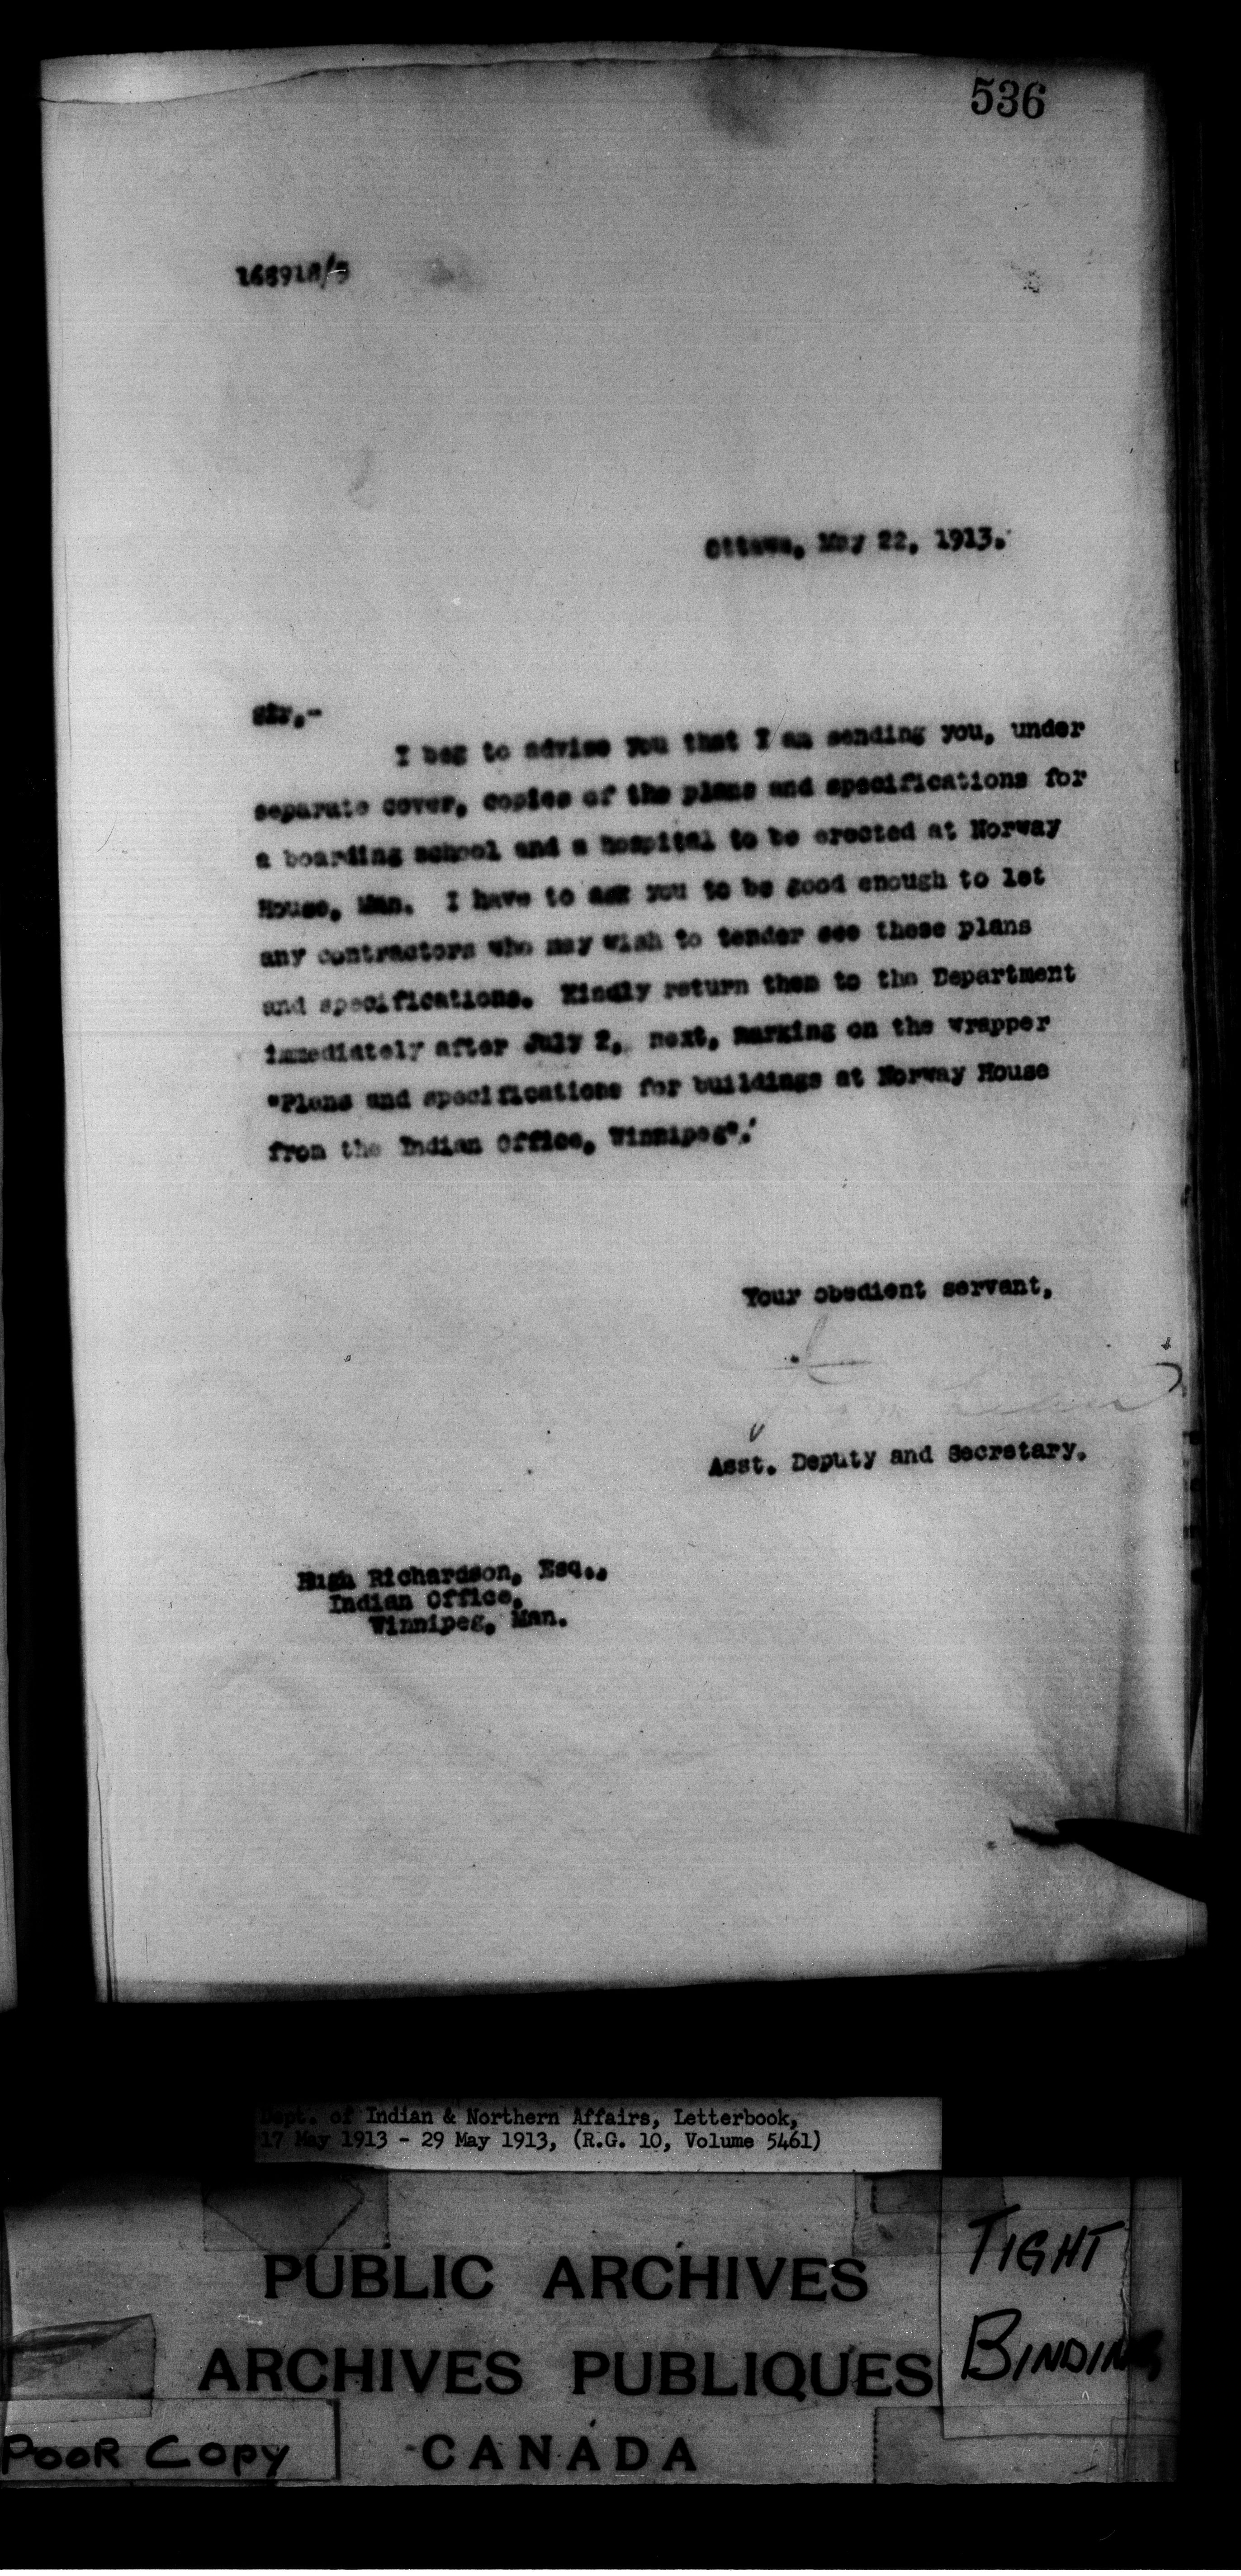 536
Ottawa, May 22, 1913.
Sir,-
I beg to advise you that I am sending you, under
separate cover, copies of the plans and specifications for
a boarding school and a hospital to be erected at Norway
House, Man. I have to ask you to be good enough to let
any contractors who may wish to tender see these plans
and specifications. Kindly return them to the Department
immediately after July 2, next, marking on the wrapper
"Plans and specifications for buildings at Norway House
from the Indian Office, Winnipeg".
Your obedient servant,
Asst. Deputy and Secretary.
Hugh Richardson, Esq.,
Indian Office,
Winnipeg, Man.
Dept. of Indian & Northern Affairs, Letterbook,
17 May 1913 - 29 May 1913, (R.G. 10, Volume 5461)
PUBLIC ARCHIVES
ARCHIVES PUBLIQUES
CANADA
TIGHT
BINDING
POOR COPY